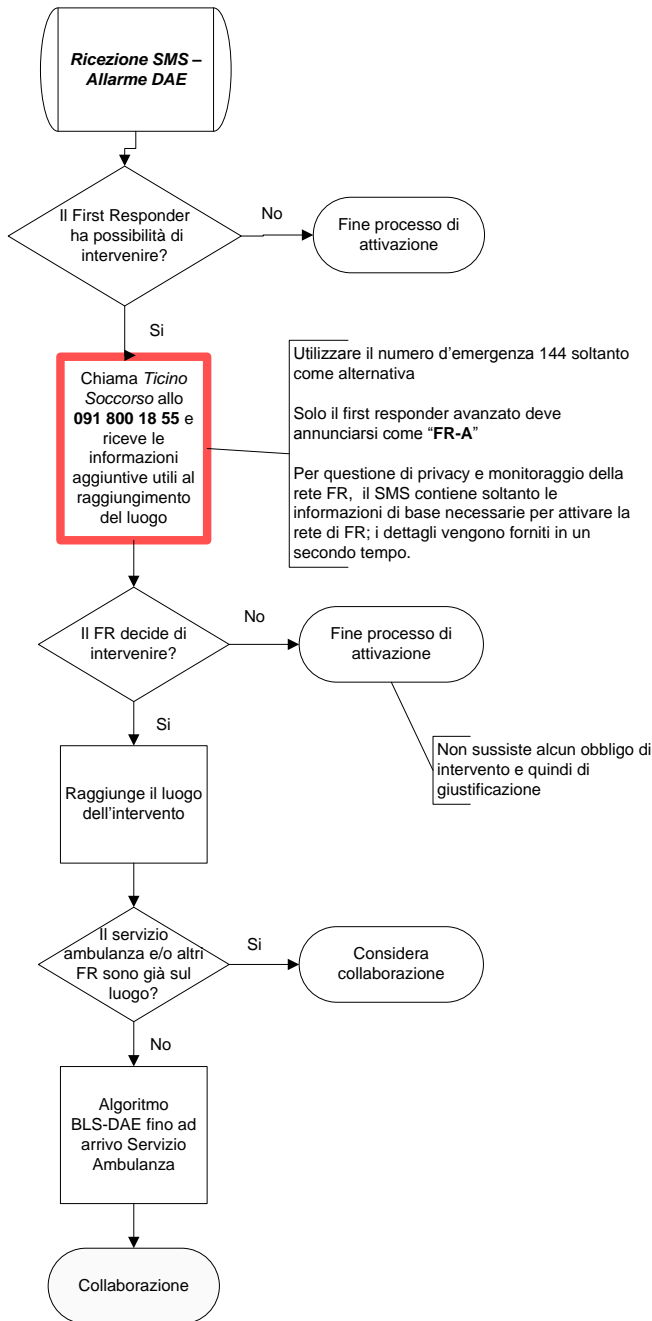 Ricezione SMS –
Allarme DAE
Il First Responder
ha possibilità di
intervenire?
No
Fine processo di
attivazione
Si
Chiama Ticino
Soccorso allo
091 800 18 55 e
riceve le
informazioni
aggiuntive utili al
raggiungimento
del luogo
Utilizzare il numero d'emergenza 144 soltanto
come alternativa
Solo il first responder avanzato deve
annunciarsi come “FR-A”
Per questione di privacy e monitoraggio della
rete FR, il SMS contiene soltanto le
informazioni di base necessarie per attivare la
rete di FR; i dettagli vengono forniti in un
secondo tempo.
Il FR decide di
intervenire?
No
Fine processo di
attivazione
Si
Non sussiste alcun obbligo di
intervento e quindi di
giustificazione
Raggiunge il luogo
dell'intervento
Il servizio
ambulanza e/o altri
FR sono già sul
luogo?
Si
Considera
collaborazione
No
Algoritmo
BLS-DAE fino ad
arrivo Servizio
Ambulanza
Collaborazione